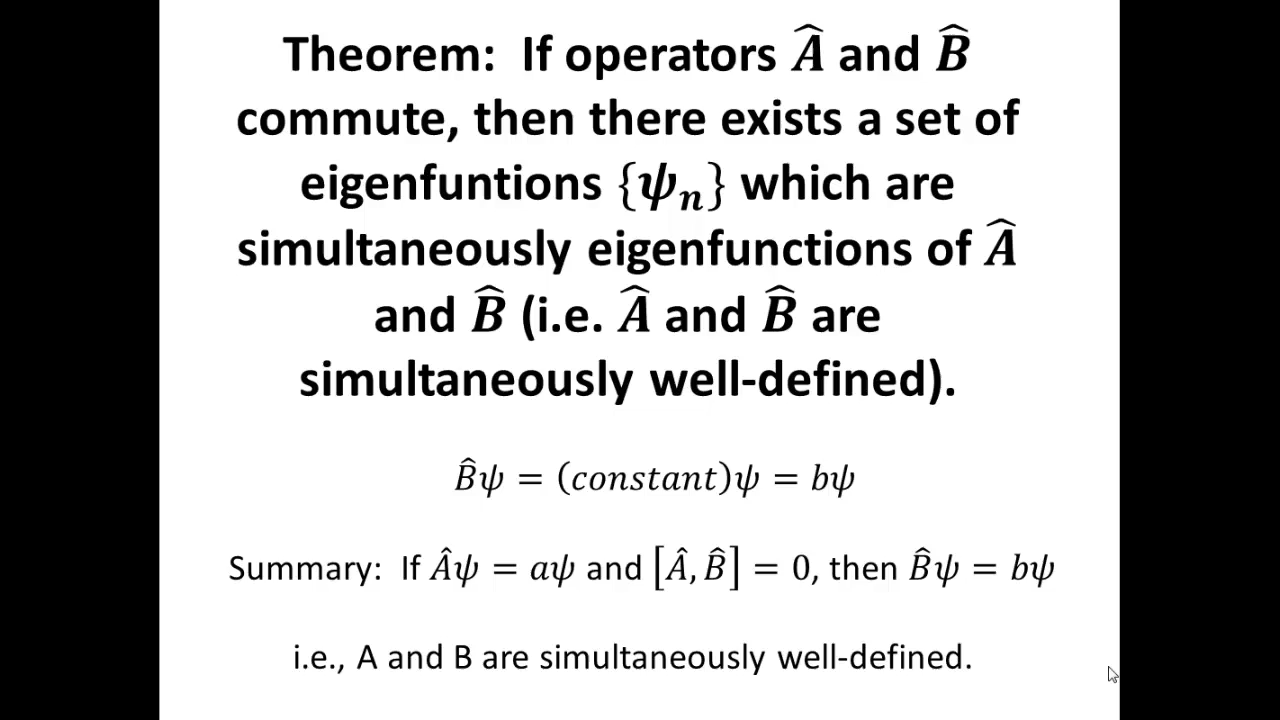 Theorem: If operators Â and B̂
commute, then there exists a set of
eigenfuntions {ψₙ} which are
simultaneously eigenfunctions of Â
and B̂ (i.e. Â and B̂ are
simultaneously well-defined).
B̂ψ = (constant)ψ = bψ
Summary: If Âψ = aψ and [Â, B̂] = 0, then B̂ψ = bψ
i.e., A and B are simultaneously well-defined.